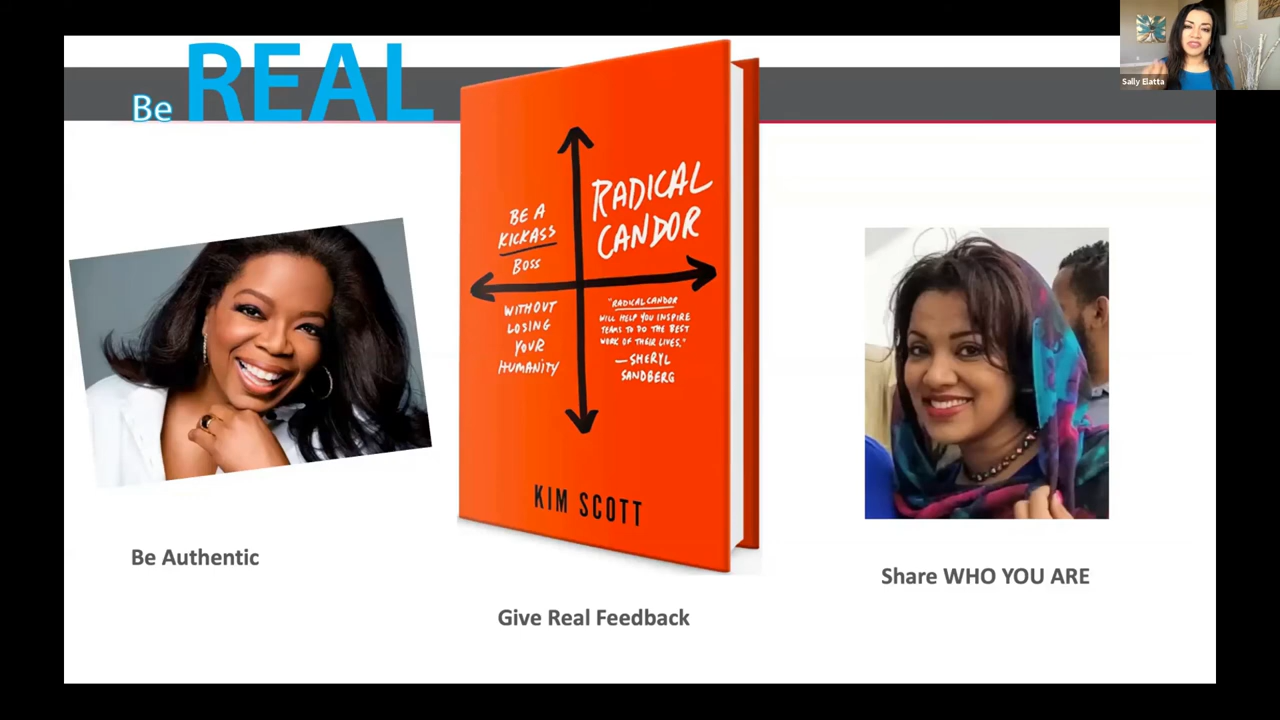 Be REAL
Sally Elatta
BE A
KICKASS
BOSS
RADICAL
CANDOR
WITHOUT
LOSING
YOUR
HUMANITY
"RADICAL CANDOR
WILL HELP YOU INSPIRE
TEAMS TO DO THE BEST
WORK OF THEIR LIVES."
—SHERYL
SANDBERG
KIM SCOTT
Be Authentic
Give Real Feedback
Share WHO YOU ARE